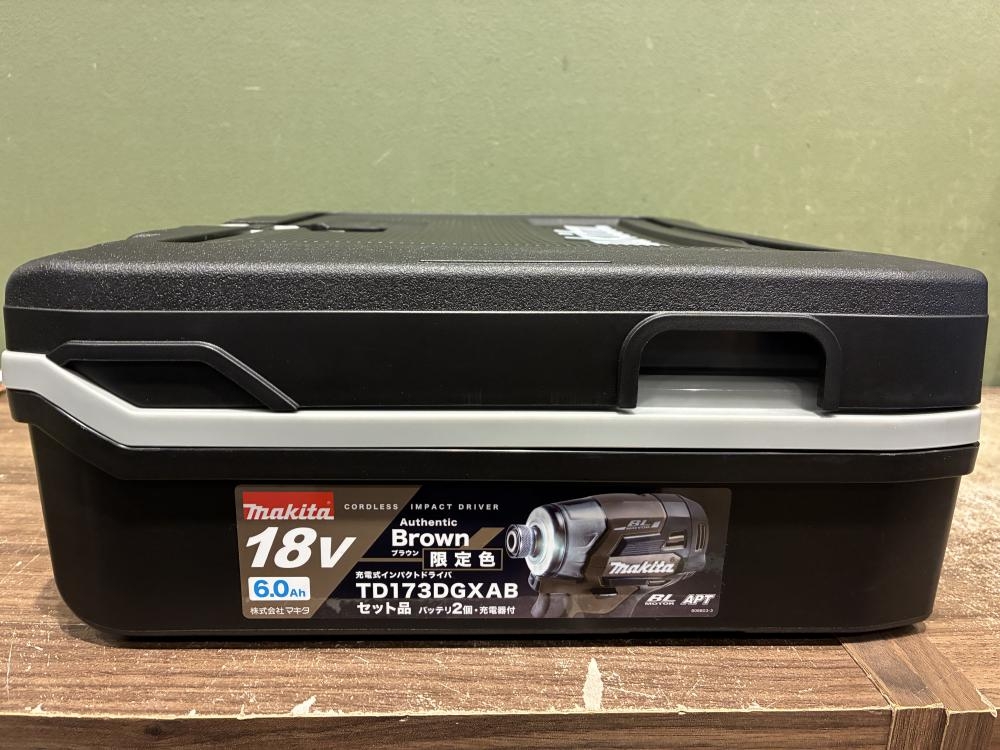 makita
CORDLESS IMPACT DRIVER
18V
6.0Ah
株式会社マキタ
Authentic
Brown
ブラウン
限定色
充電式インパクトドライバ
TD173DGXAB
セット品 バッテリ2個・充電器付
BL
makita
BL
MOTOR
APT